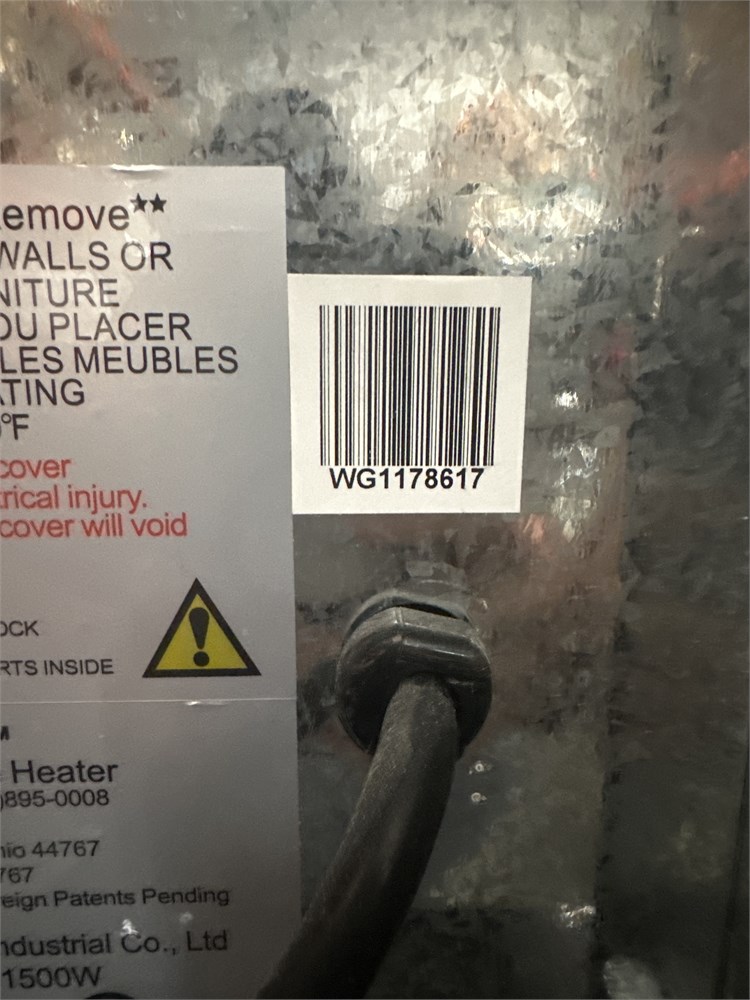 emove**
WALLS OR
NITURE
OU PLACER
LES MEUBLES
ATING
°F
cover
trical injury.
cover will void
OCK
RTS INSIDE
Heater
)895-0008
hio 44767
767
reign Patents Pending
ndustrial Co., Ltd
1500W
WG1178617